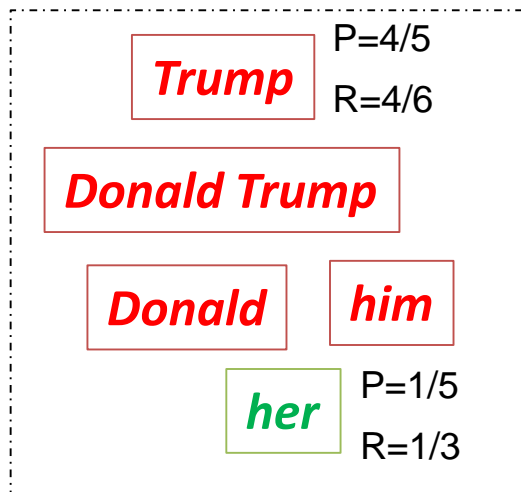 Trump
P=4/5
R=4/6
Donald Trump
Donald
him
her
P=1/5
R=1/3